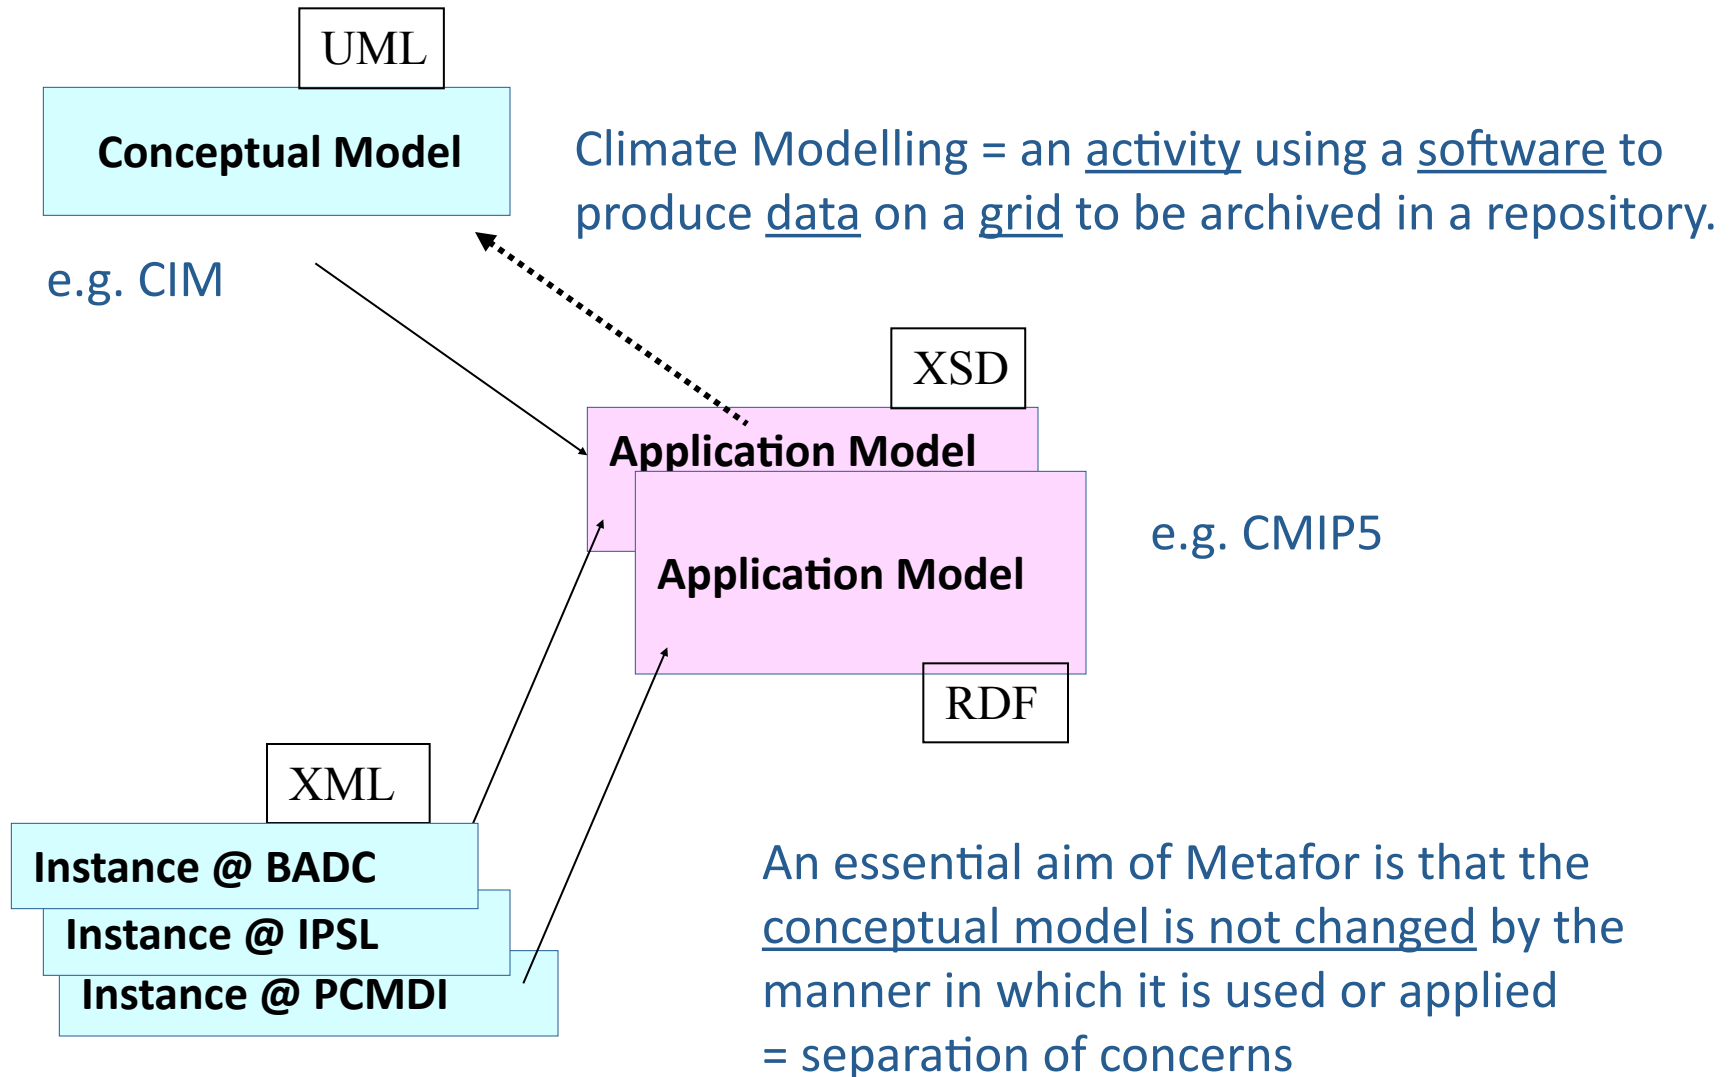 UML
Conceptual Model
Climate Modelling = an activity using a software to
produce data on a grid to be archived in a repository.
e.g. CIM
XSD
Application Model
e.g. CMIP5
Application Model
RDF
XML
Instance @ BADC
Instance @ IPSL
Instance @ PCMDI
An essential aim of Metafor is that the
conceptual model is not changed by the
manner in which it is used or applied
= separation of concerns